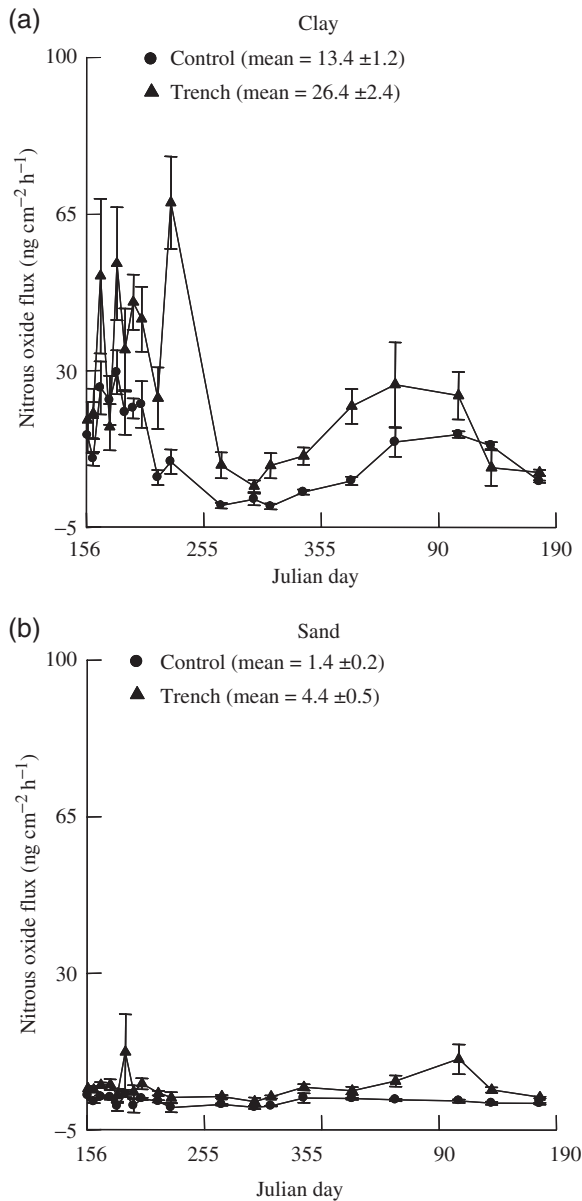 (a)
Clay
Control (mean = 13.4 ±1.2)
Trench (mean = 26.4 ±2.4)
Nitrous oxide flux (ng cm⁻² h⁻¹)
100
65
30
−5
156 255 355 90 190
Julian day
(b)
Sand
Control (mean = 1.4 ±0.2)
Trench (mean = 4.4 ±0.5)
Nitrous oxide flux (ng cm⁻² h⁻¹)
100
65
30
−5
156 255 355 90 190
Julian day